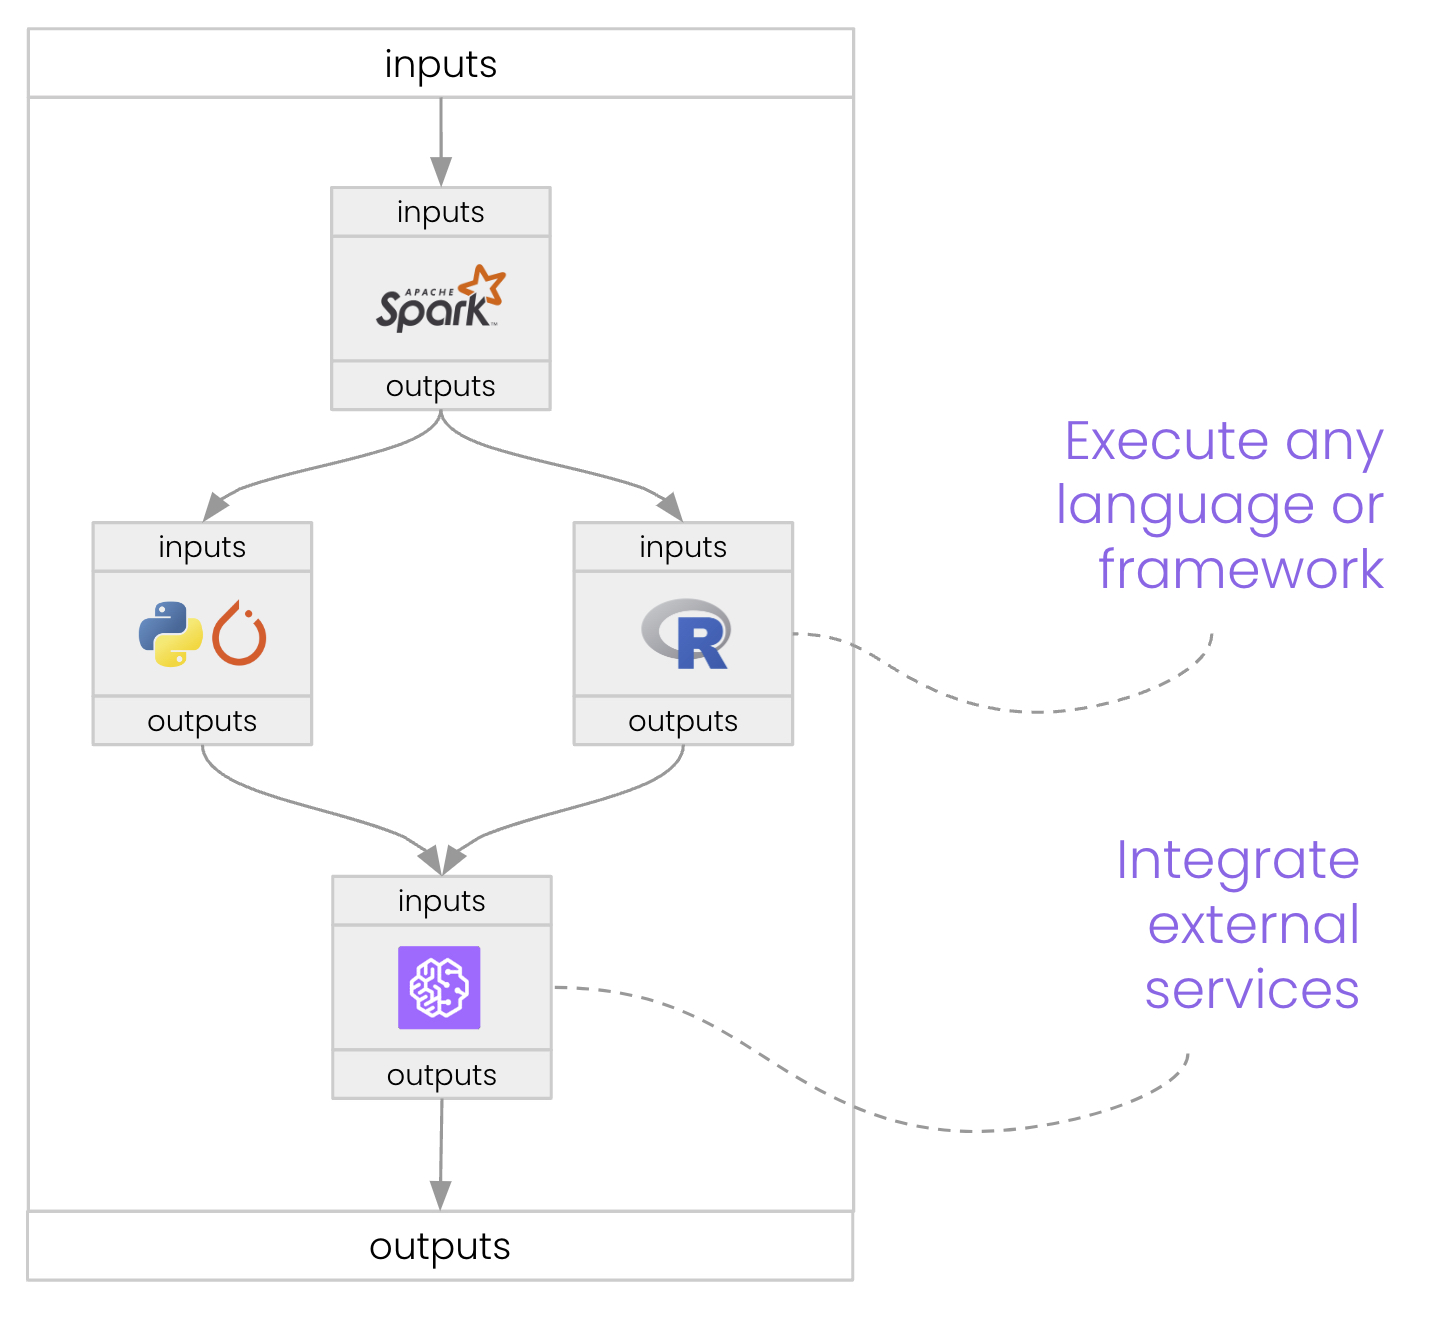 inputs
inputs
APACHE
Spark™
outputs
inputs
inputs
R
outputs
outputs
Execute any
language or
framework
inputs
outputs
Integrate
external
services
outputs